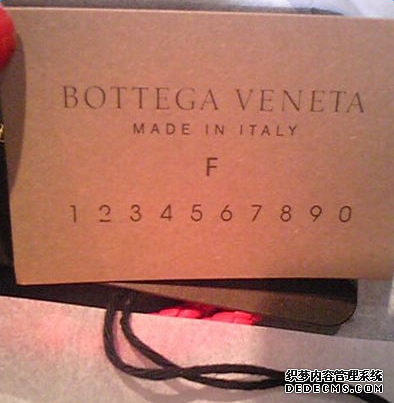 BOTTEGA VENETA
MADE IN ITALY
F
1 2 3 4 5 6 7 8 9 0
织梦内容管理系统
DEDECMS.COM